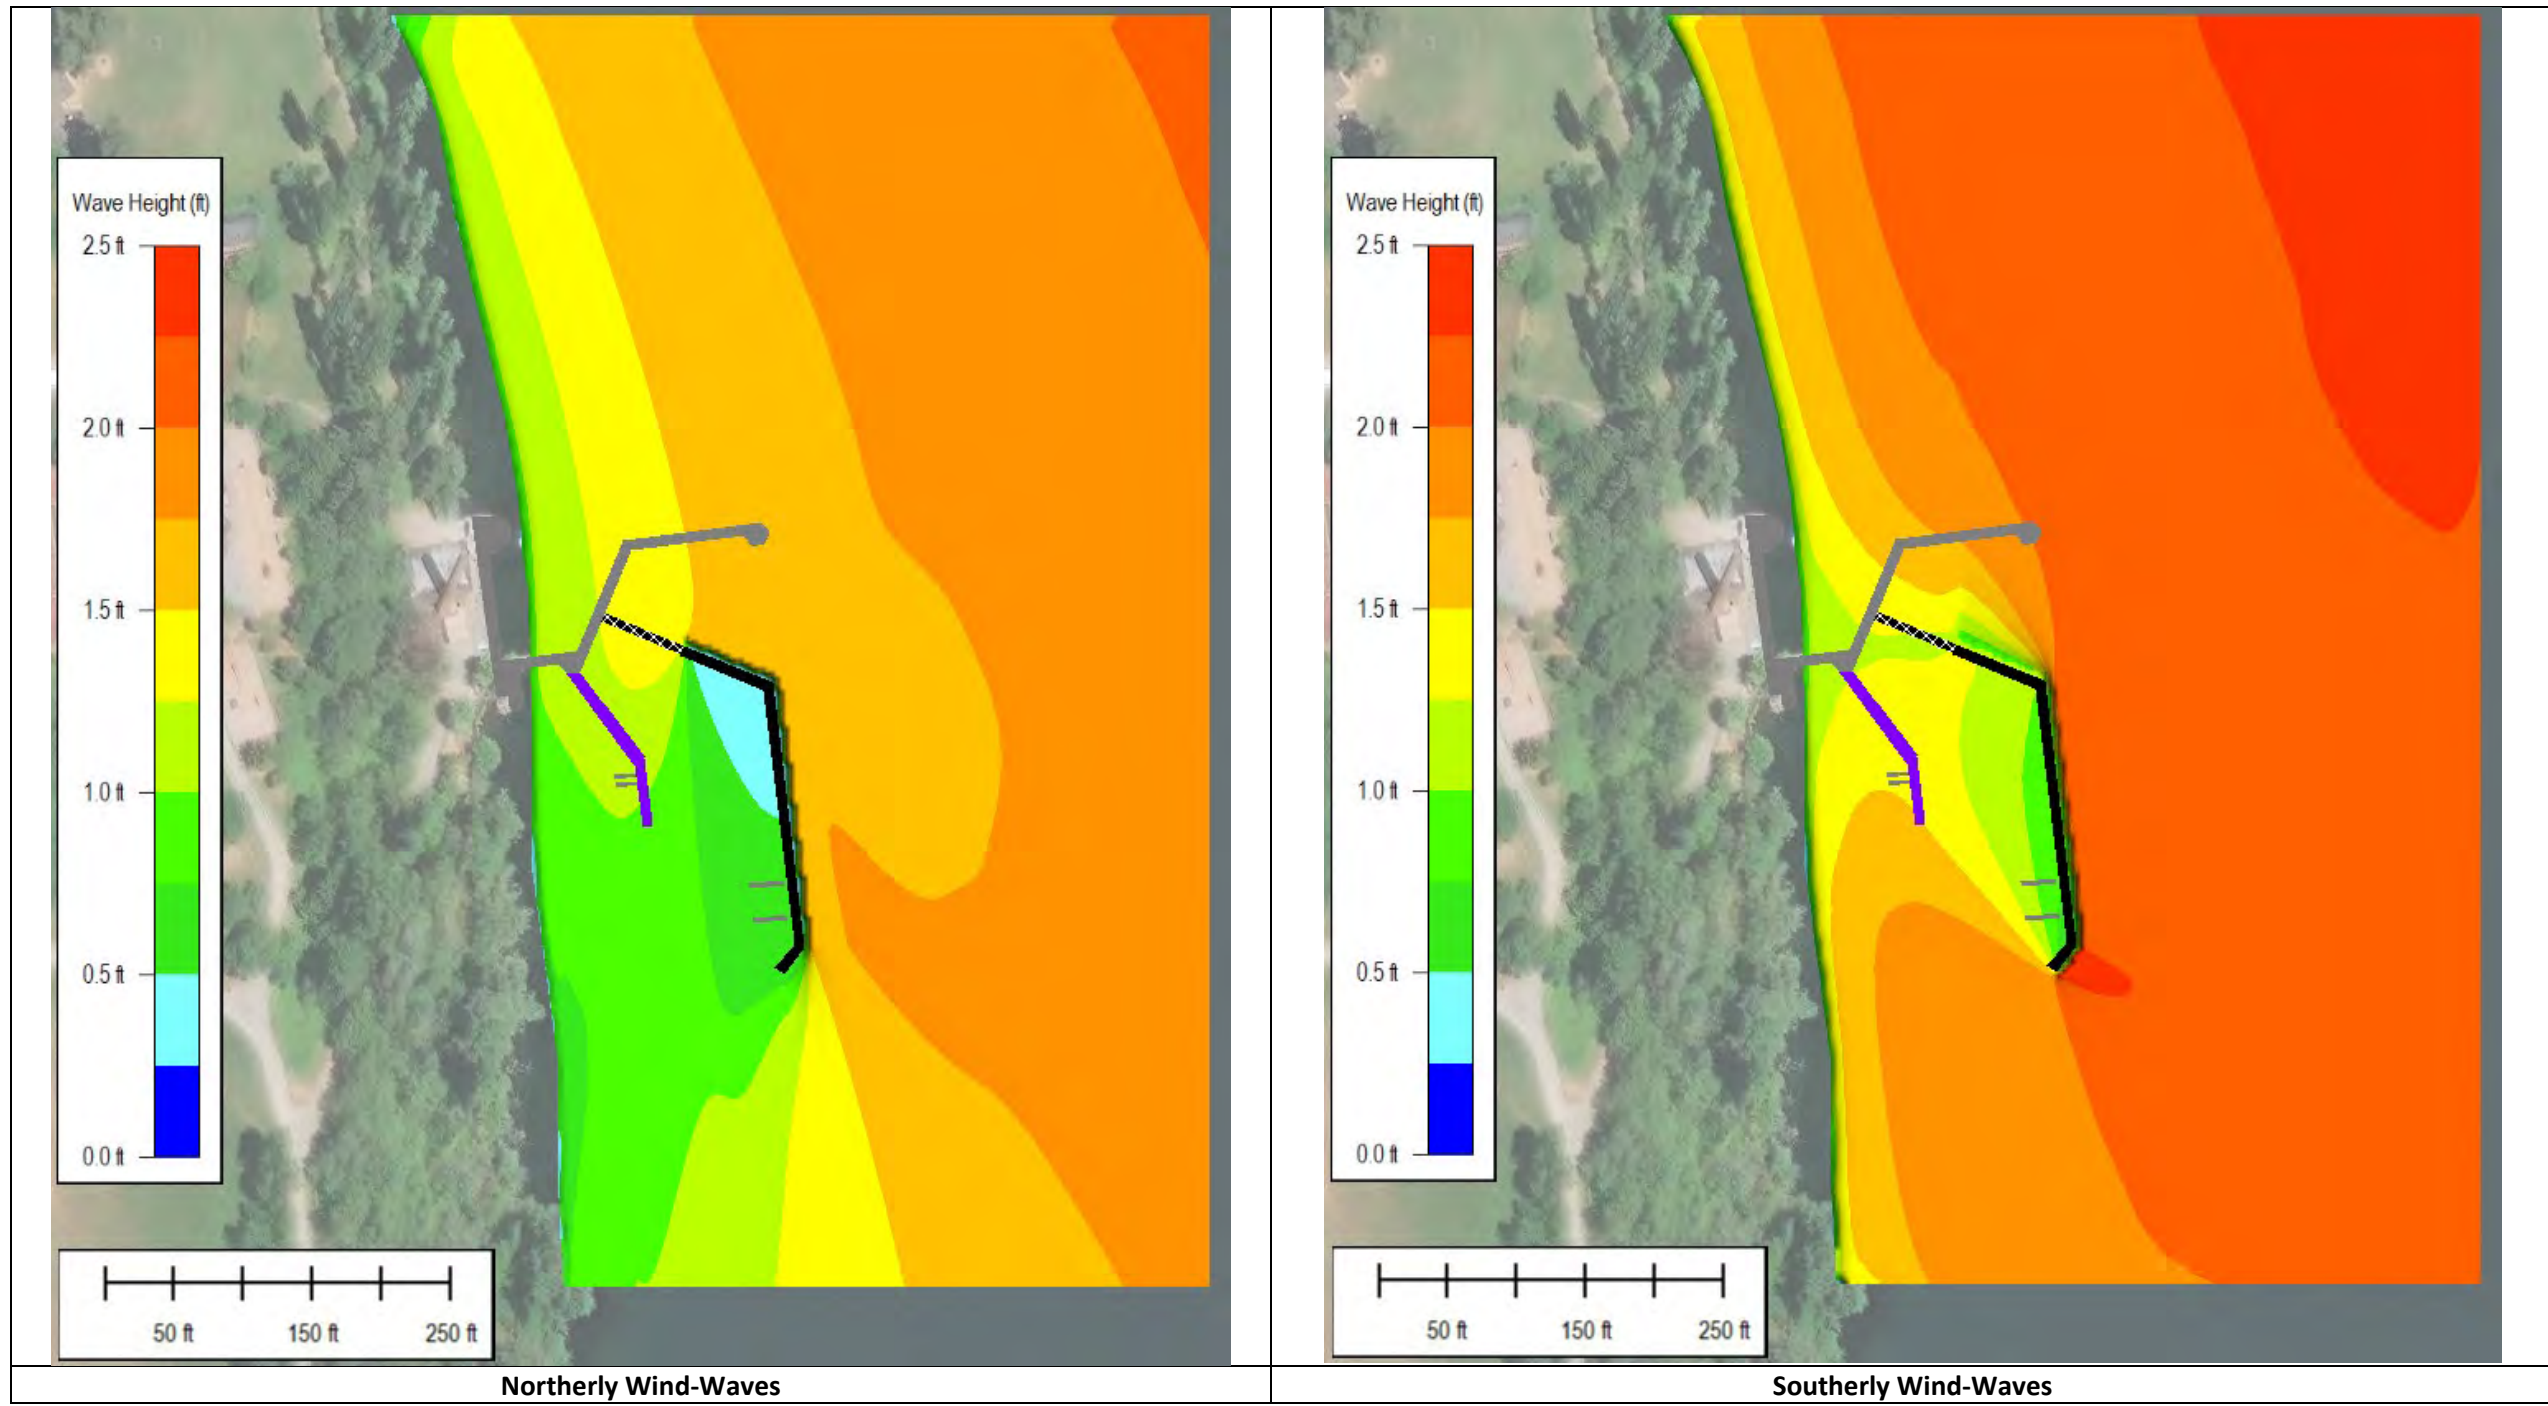 Wave Height (ft)
2.5 ft
2.0 ft
1.5 ft
1.0 ft
0.5 ft
0.0 ft
50 ft 150 ft 250 ft
Northerly Wind-Waves
Wave Height (ft)
2.5 ft
2.0 ft
1.5 ft
1.0 ft
0.5 ft
0.0 ft
50 ft 150 ft 250 ft
Southerly Wind-Waves